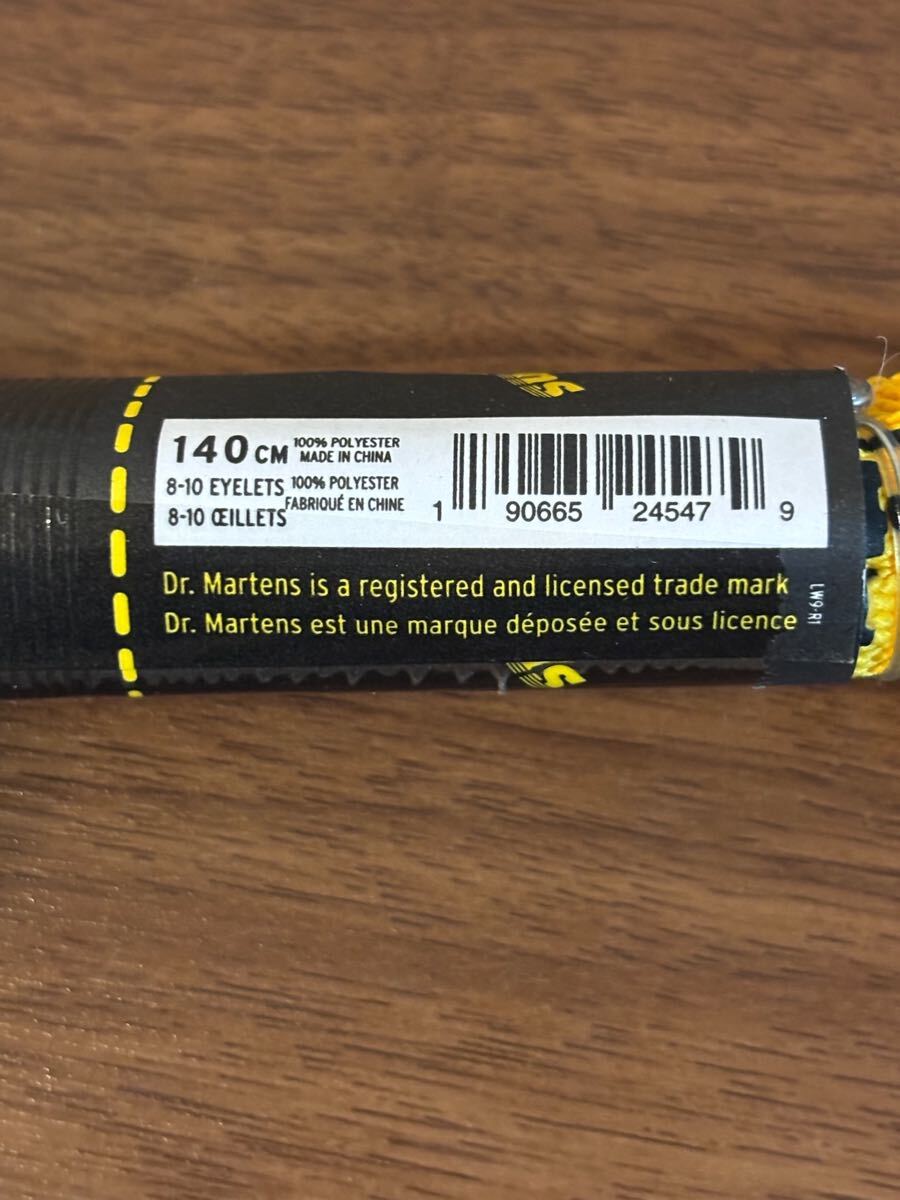 140 CM
100% POLYESTER
MADE IN CHINA
8-10 EYELETS
8-10 ŒILLETS
100% POLYESTER
FABRIQUÉ EN CHINE
1 90665 24547 9
Dr. Martens is a registered and licensed trade mark
Dr. Martens est une marque déposée et sous licence
LW9-R1